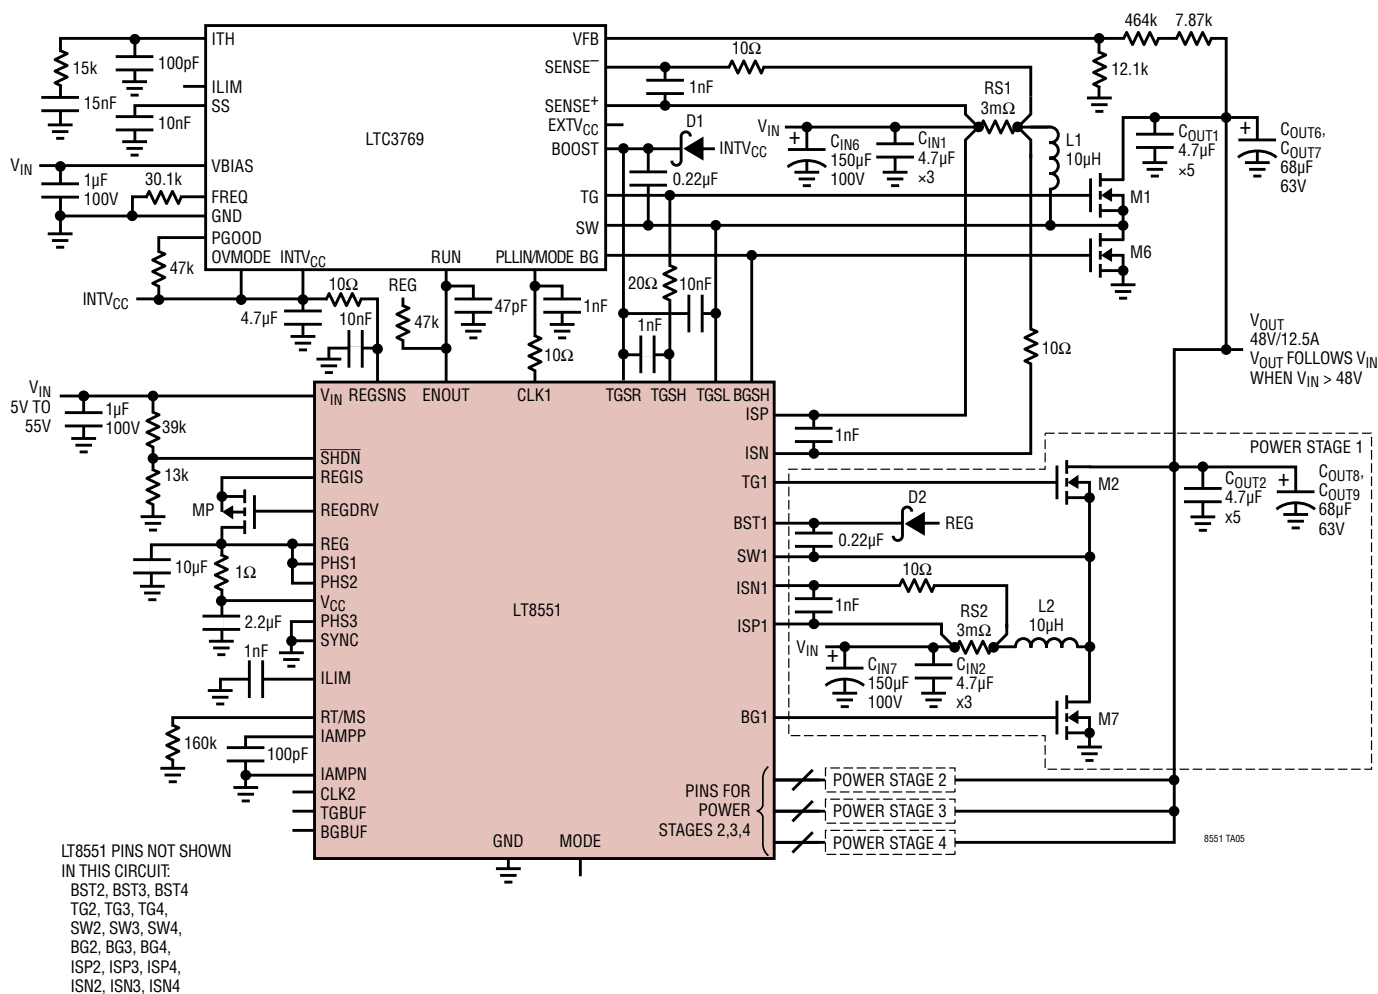 464k
7.87k
ITH
VFB
10Ω
15k
100pF
SENSE–
12.1k
ILIM
1nF
RS1
3mΩ
15nF
SS
SENSE+
10nF
EXTVCC
D1
VIN
+
CIN6
150µF
100V
CIN1
4.7µF
×3
L1
10µH
COUT1
4.7µF
×5
+
COUT6,
COUT7
68µF
63V
LTC3769
BOOST
INTVCC
VIN
VBIAS
0.22µF
1µF
100V
30.1k
FREQ
TG
M1
GND
SW
PGOOD
47k
OVMODE
INTVCC
RUN
PLLIN/MODE
BG
M6
INTVCC
10Ω
REG
20Ω
10nF
4.7µF
10nF
47k
47pF
1nF
1nF
10Ω
10Ω
VOUT
48V/12.5A
VOUT FOLLOWS VIN
WHEN VIN > 48V
VIN
5V TO
55V
1µF
100V
39k
VIN
REGSNS
ENOUT
CLK1
TGSR
TGSH
TGSL
BGSH
ISP
1nF
ISN
POWER STAGE 1
SHDN
13k
REGIS
TG1
M2
COUT2
4.7µF
x5
+
COUT8,
COUT9
68µF
63V
MP
REGDRV
D2
BST1
REG
0.22µF
REG
SW1
10µF
1Ω
PHS1
PHS2
ISN1
10Ω
VCC
1nF
RS2
3mΩ
L2
10µH
LT8551
2.2µF
PHS3
ISP1
SYNC
VIN
+
CIN7
150µF
100V
CIN2
4.7µF
x3
1nF
ILIM
RT/MS
BG1
M7
160k
IAMPP
100pF
IAMPN
CLK2
TGBUF
BGBUF
PINS FOR
POWER
STAGES 2,3,4
POWER STAGE 2
POWER STAGE 3
POWER STAGE 4
GND
MODE
8551 TA05
LT8551 PINS NOT SHOWN
IN THIS CIRCUIT:
BST2, BST3, BST4
TG2, TG3, TG4,
SW2, SW3, SW4,
BG2, BG3, BG4,
ISP2, ISP3, ISP4,
ISN2, ISN3, ISN4